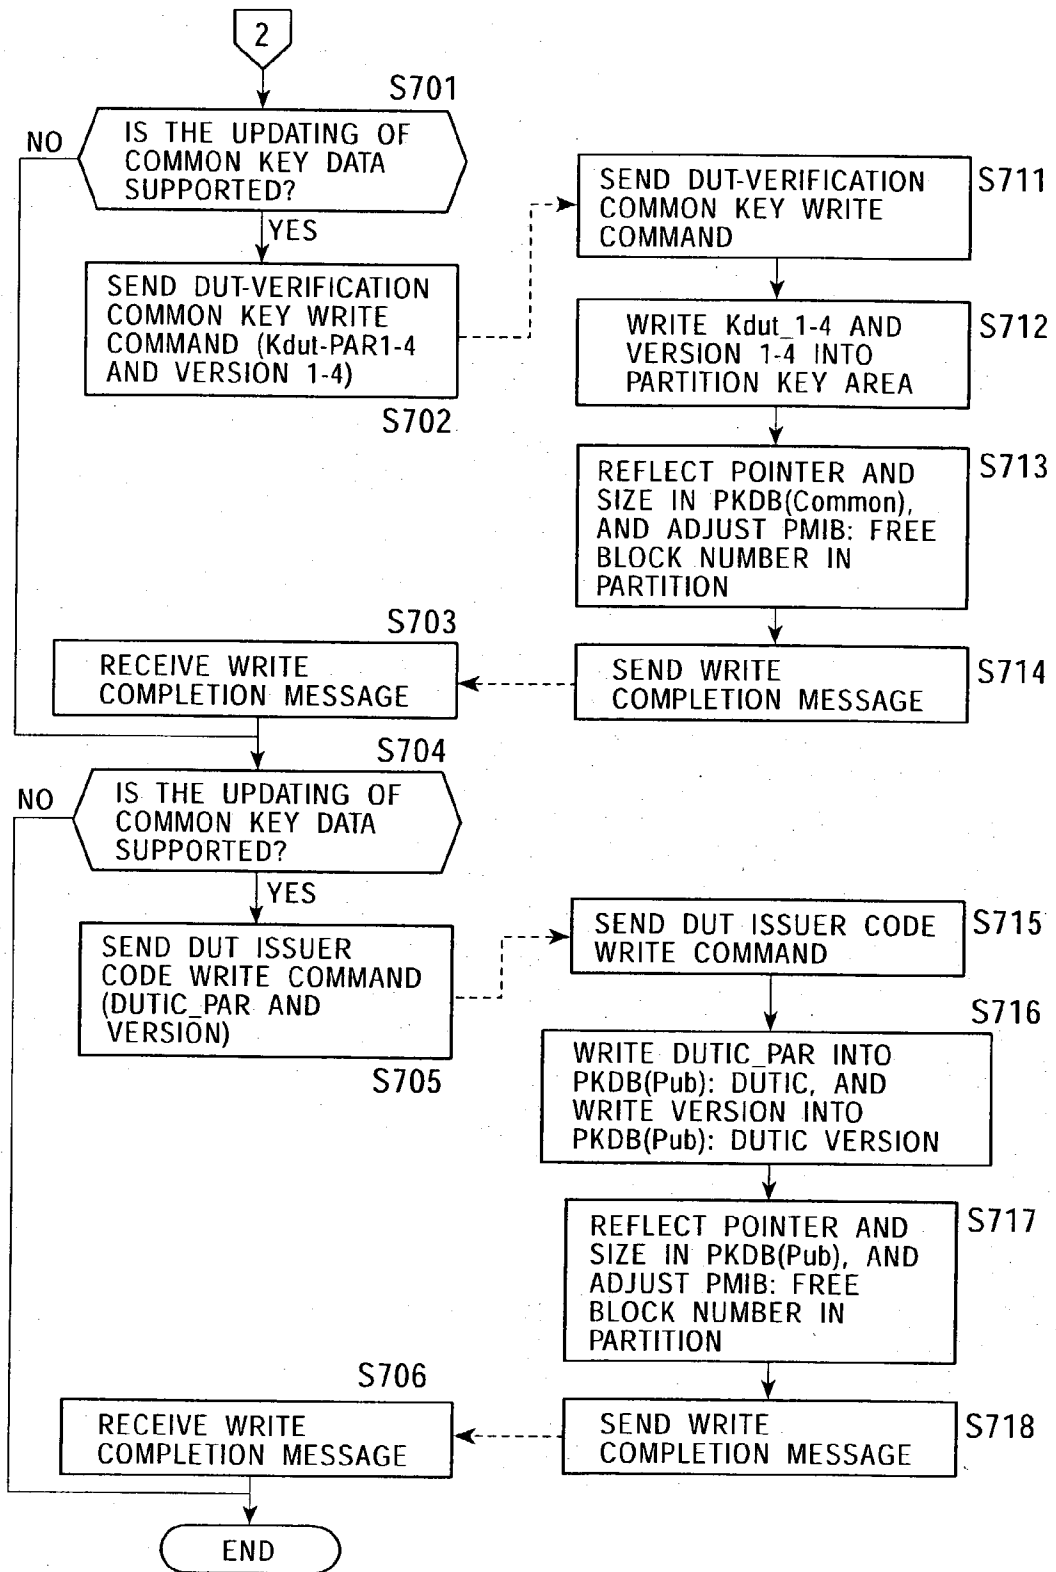 2
S701
NO
IS THE UPDATING OF
COMMON KEY DATA
SUPPORTED?
YES
SEND DUT-VERIFICATION
COMMON KEY WRITE
COMMAND (Kdut-PAR1-4
AND VERSION 1-4)
S702
SEND DUT-VERIFICATION
COMMON KEY WRITE
COMMAND
S711
WRITE Kdut_1-4 AND
VERSION 1-4 INTO
PARTITION KEY AREA
S712
REFLECT POINTER AND
SIZE IN PKDB(Common),
AND ADJUST PMIB: FREE
BLOCK NUMBER IN
PARTITION
S713
S703
RECEIVE WRITE
COMPLETION MESSAGE
SEND WRITE
COMPLETION MESSAGE
S714
S704
NO
IS THE UPDATING OF
COMMON KEY DATA
SUPPORTED?
YES
SEND DUT ISSUER
CODE WRITE COMMAND
(DUTIC_PAR AND
VERSION)
S705
SEND DUT ISSUER CODE
WRITE COMMAND
S715
S716
WRITE DUTIC_PAR INTO
PKDB(Pub): DUTIC, AND
WRITE VERSION INTO
PKDB(Pub): DUTIC VERSION
REFLECT POINTER AND
SIZE IN PKDB(Pub), AND
ADJUST PMIB: FREE
BLOCK NUMBER IN
PARTITION
S717
S706
RECEIVE WRITE
COMPLETION MESSAGE
SEND WRITE
COMPLETION MESSAGE
S718
END